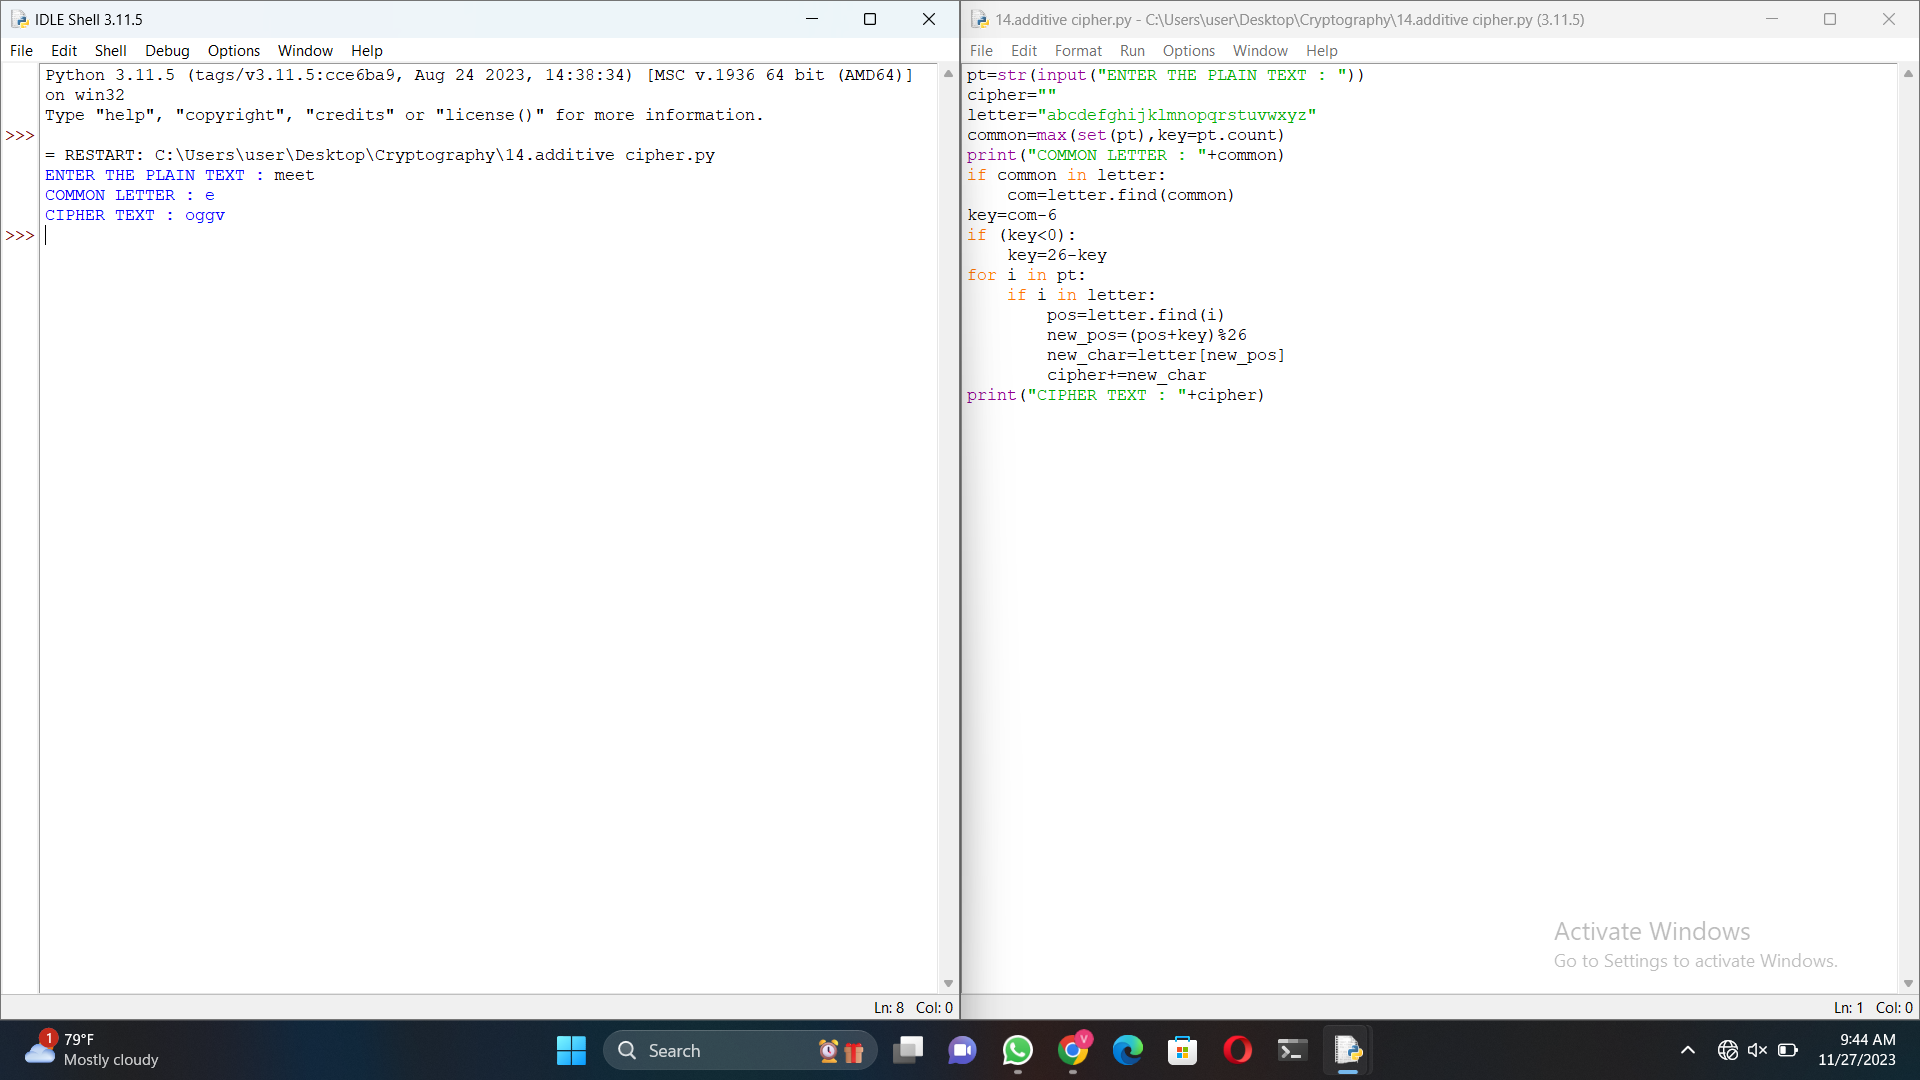 IDLE Shell 3.11.5
File Edit Shell Debug Options Window Help
Python 3.11.5 (tags/v3.11.5:cce6ba9, Aug 24 2023, 14:38:34) [MSC v.1936 64 bit (AMD64)]
on win32
Type "help", "copyright", "credits" or "license()" for more information.
>>>
= RESTART: C:\Users\user\Desktop\Cryptography\14.additive cipher.py
ENTER THE PLAIN TEXT : meet
COMMON LETTER : e
CIPHER TEXT : oggv
>>>
Ln: 8 Col: 0
14.additive cipher.py - C:\Users\user\Desktop\Cryptography\14.additive cipher.py (3.11.5)
File Edit Format Run Options Window Help
pt=str(input("ENTER THE PLAIN TEXT : "))
cipher=""
letter="abcdefghijklmnopqrstuvwxyz"
common=max(set(pt),key=pt.count)
print("COMMON LETTER : "+common)
if common in letter:
    com=letter.find(common)
key=com-6
if (key<0):
    key=26-key
for i in pt:
    if i in letter:
        pos=letter.find(i)
        new_pos=(pos+key)%26
        new_char=letter[new_pos]
        cipher+=new_char
print("CIPHER TEXT : "+cipher)
Activate Windows
Go to Settings to activate Windows.
Ln: 1 Col: 0
1
79°F
Mostly cloudy
Search
V
9:44 AM
11/27/2023